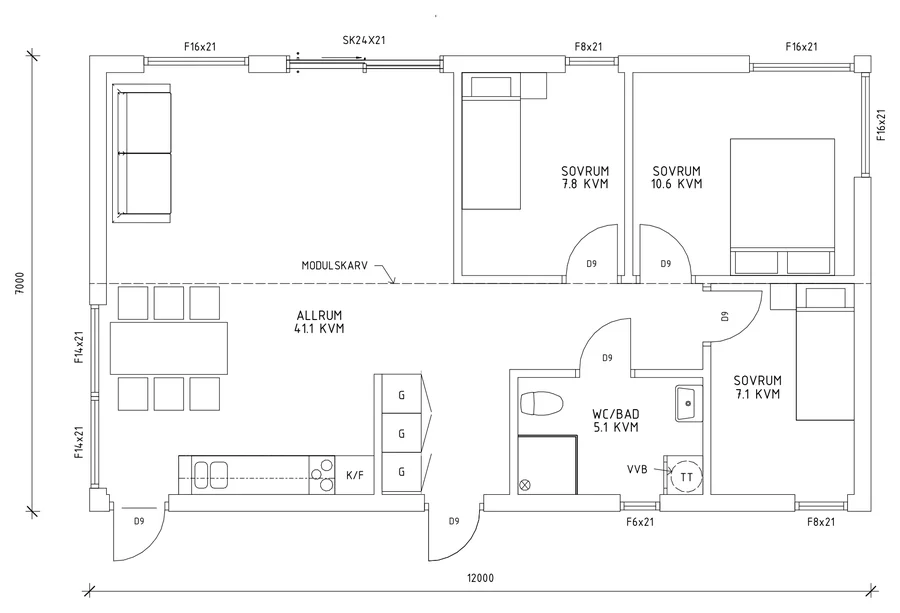 F16x21
SK24X21
F8x21
F16x21
F16x21
SOVRUM
7.8 KVM
SOVRUM
10.6 KVM
D9
D9
MODULSKARV
7000
ALLRUM
41.1 KVM
D9
F14x21
D9
SOVRUM
7.1 KVM
G
WC/BAD
5.1 KVM
G
F14x21
G
K/F
VVB
TT
D9
D9
F6x21
F8x21
12000